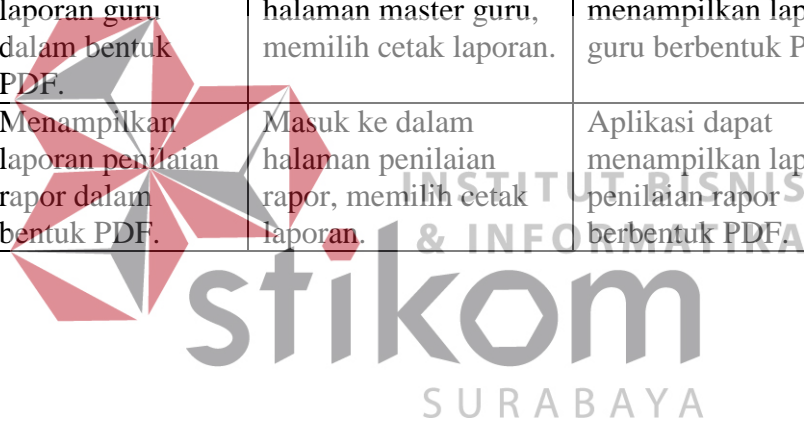 laporan guru
dalam bentuk
PDF.
halaman master guru,
memilih cetak laporan.
menampilkan lap
guru berbentuk P
Menampilkan
laporan penilaian
rapor dalam
bentuk PDF.
Masuk ke dalam
halaman penilaian
rapor, memilih cetak
laporan.
Aplikasi dapat
menampilkan lap
penilaian rapor
berbentuk PDF.
INSTITUT BISNIS
& INFORMATIKA
stikom
SURABAYA